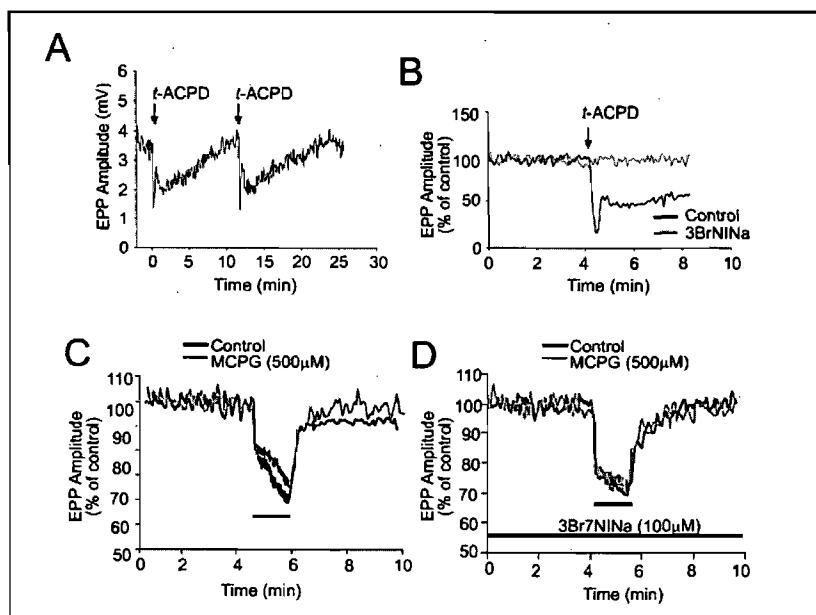 A
EPP Amplitude (mV)
6
5
4
3
2
1
0
t-ACPD
t-ACPD
0 5 10 15 20 25 30
Time (min)
B
EPP Amplitude
(% of control)
150
100
50
0
t-ACPD
Control
3BrNINa
0 2 4 6 8 10
Time (min)
C
Control
MCPG (500µM)
EPP Amplitude
(% of control)
110
100
90
80
70
60
50
0 2 4 6 8 10
Time (min)
D
Control
MCPG (500µM)
EPP Amplitude
(% of control)
110
100
90
80
70
60
50
3Br7NINa (100µM)
0 2 4 6 8 10
Time (min)